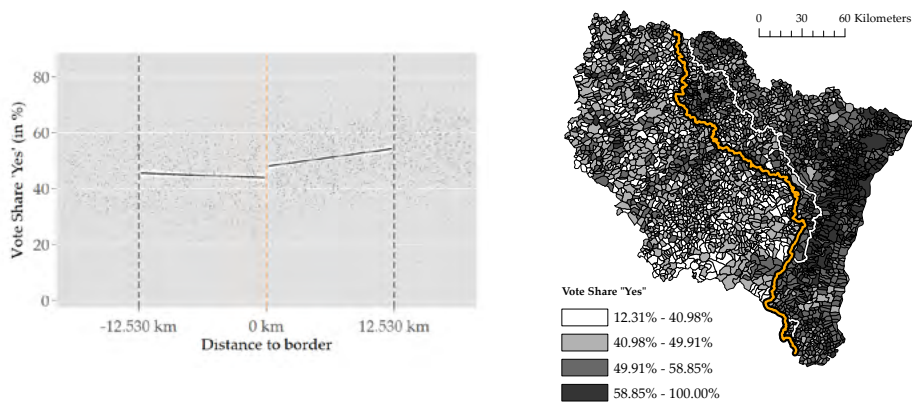 Vote Share 'Yes' (in %)
80
60
40
20
0
-12.530 km
0 km
12.530 km
Distance to border
0 30 60 Kilometers
Vote Share "Yes"
12.31% - 40.98%
40.98% - 49.91%
49.91% - 58.85%
58.85% - 100.00%